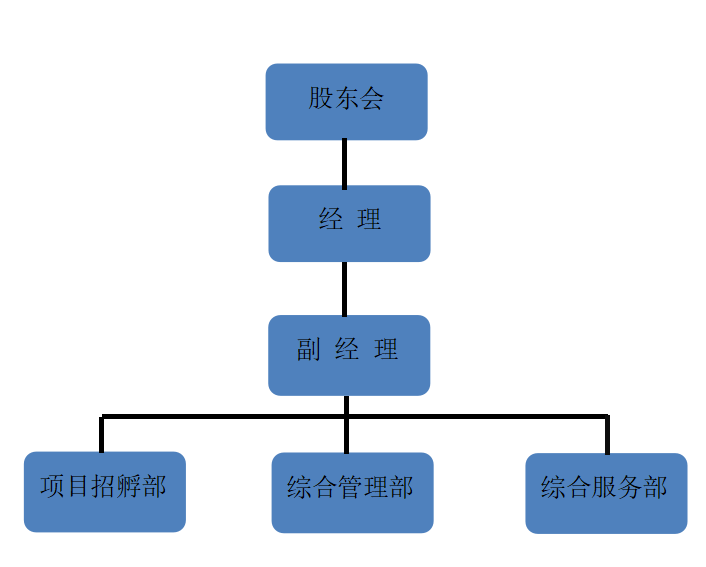 股东会
经 理
副 经 理
项目招孵部
综合管理部
综合服务部